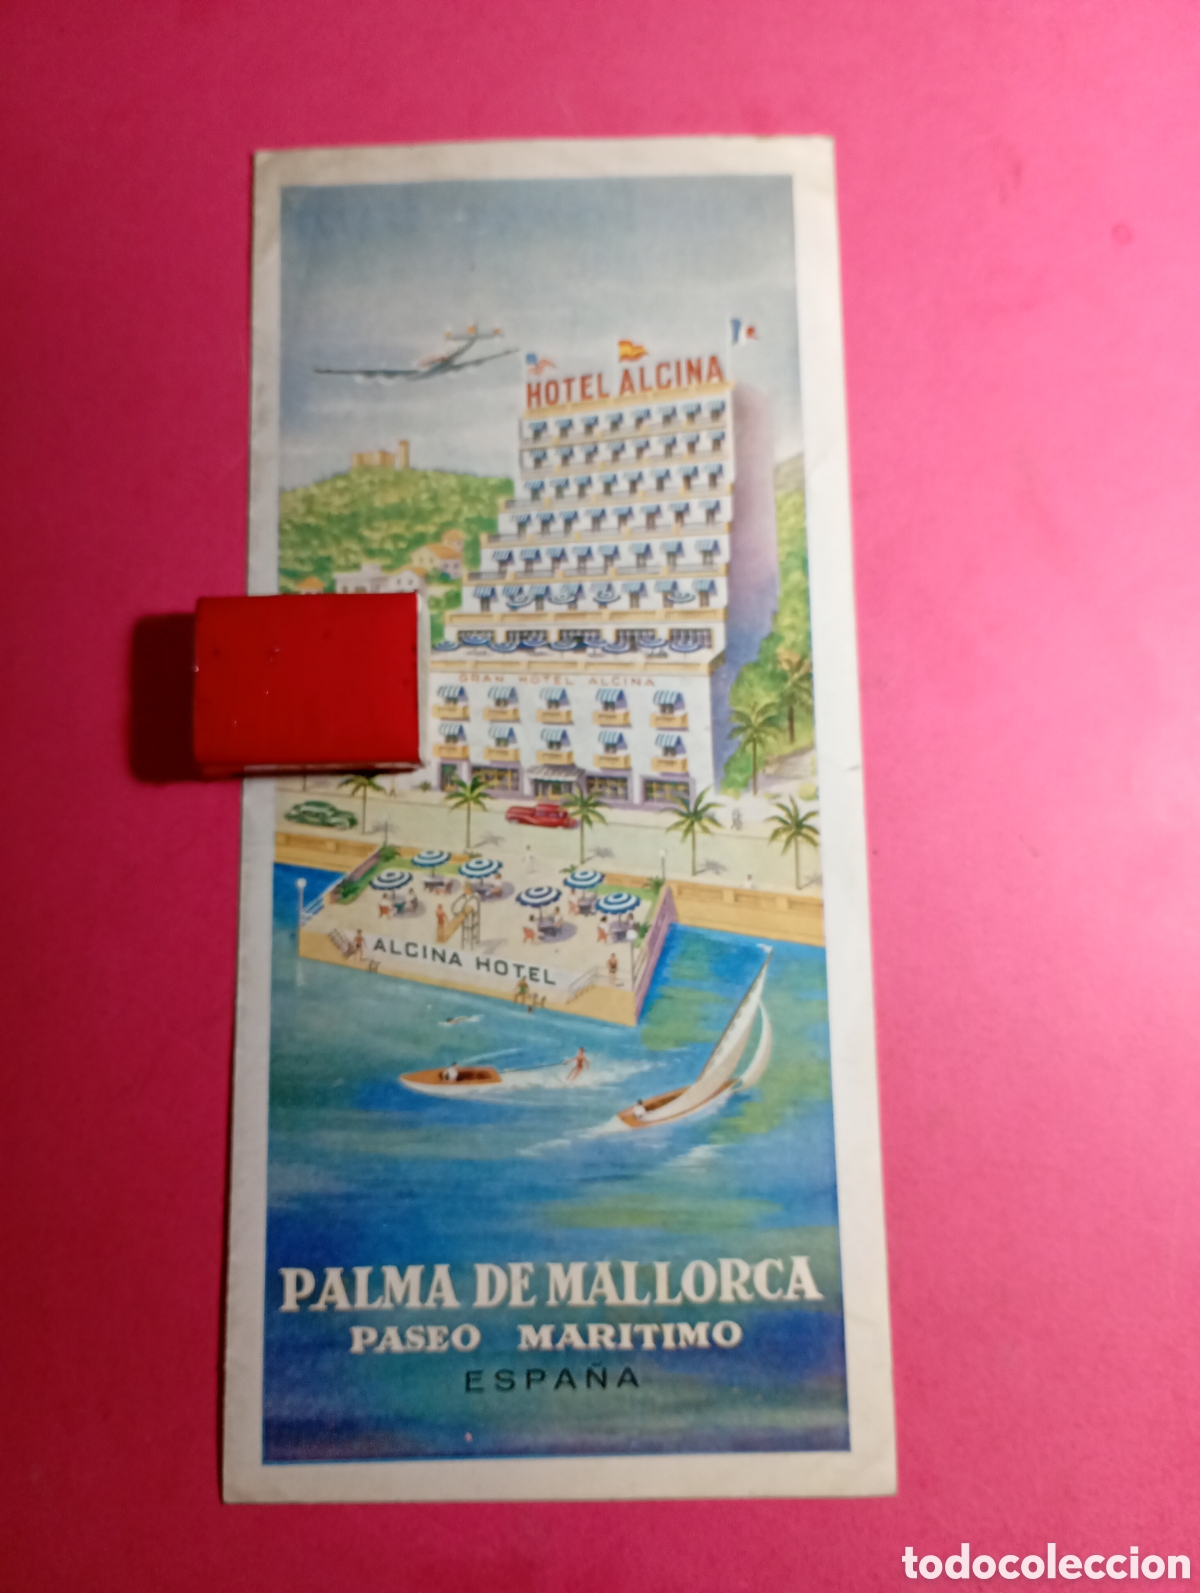 HOTEL ALCINA
GRAN HOTEL ALCINA
ALCINA HOTEL
PALMA DE MALLORCA
PASEO MARITIMO
ESPAÑA
todocoleccion